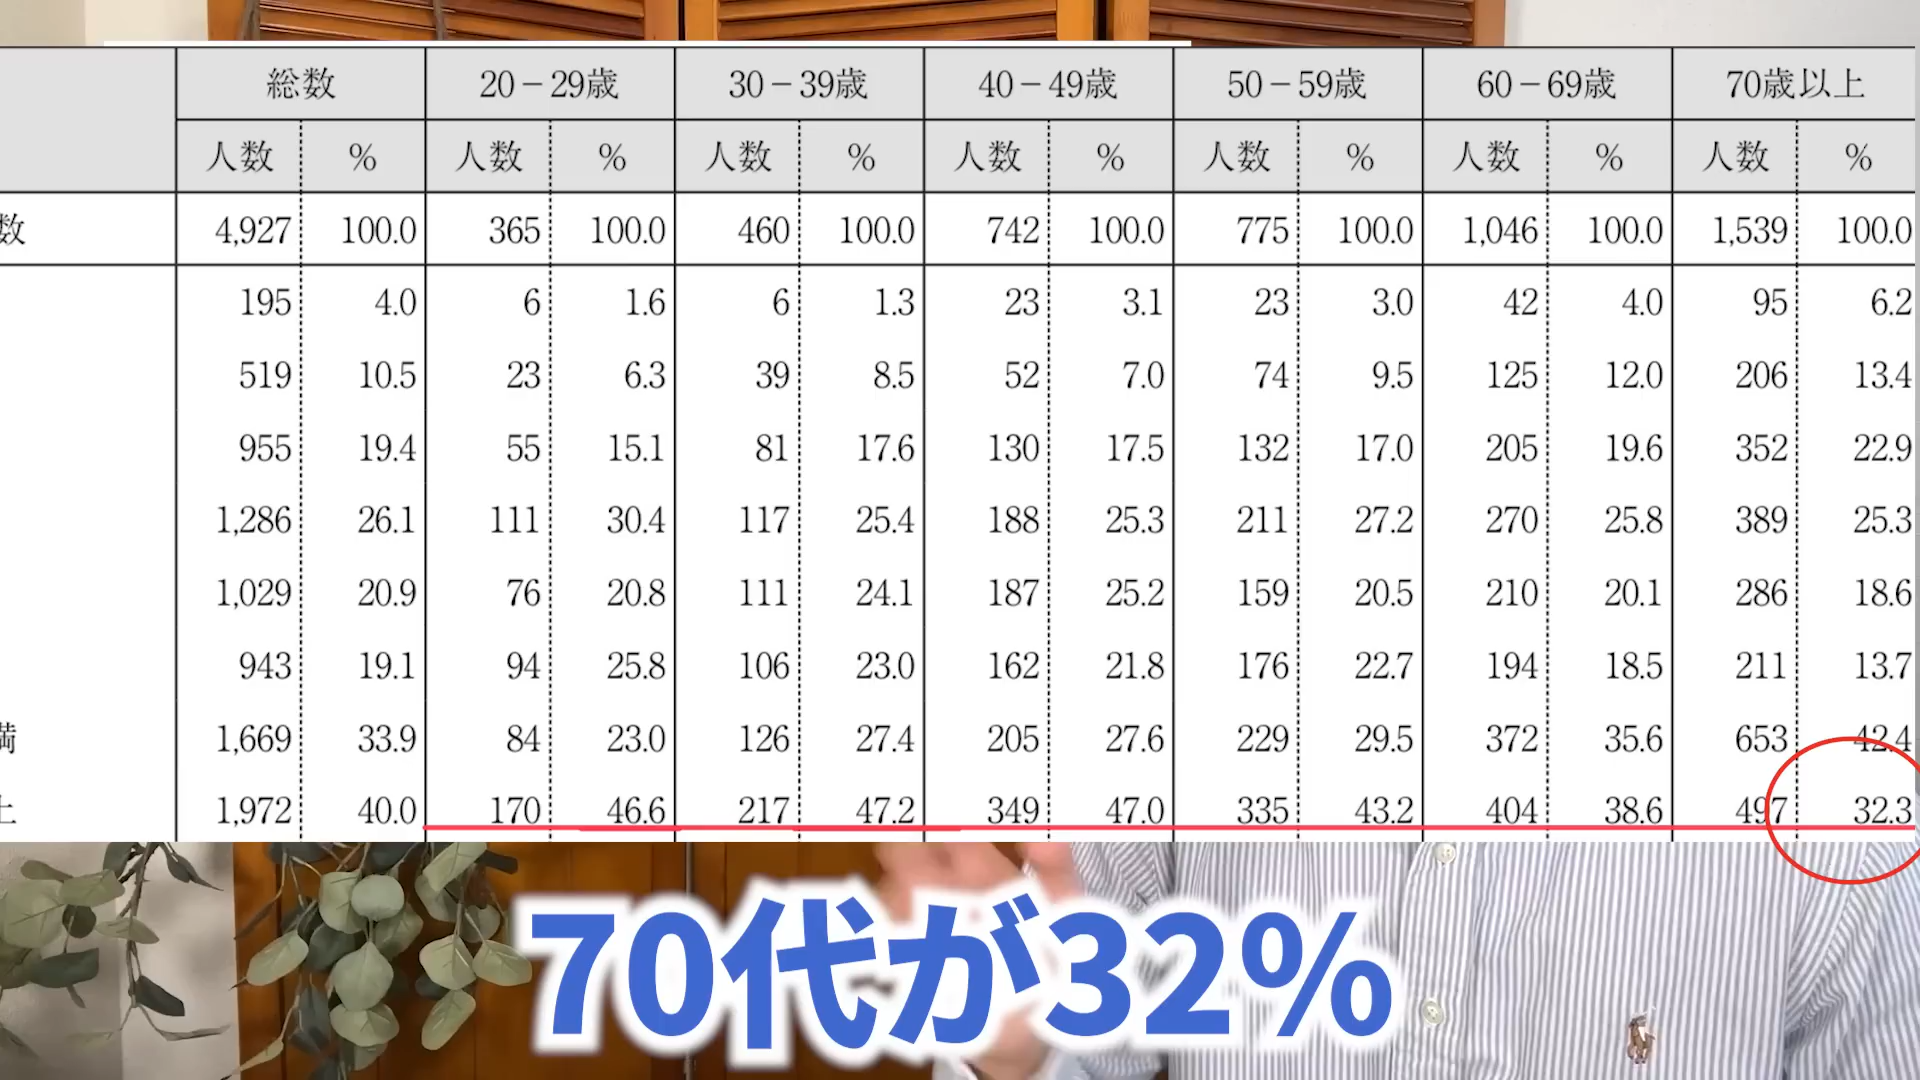 総数 20－29歳 30－39歳 40－49歳 50－59歳 60－69歳 70歳以上
人数 % 人数 % 人数 % 人数 % 人数 % 人数 % 人数 %
数 4,927 100.0 365 100.0 460 100.0 742 100.0 775 100.0 1,046 100.0 1,539 100.0
195 4.0 6 1.6 6 1.3 23 3.1 23 3.0 42 4.0 95 6.2
519 10.5 23 6.3 39 8.5 52 7.0 74 9.5 125 12.0 206 13.4
955 19.4 55 15.1 81 17.6 130 17.5 132 17.0 205 19.6 352 22.9
1,286 26.1 111 30.4 117 25.4 188 25.3 211 27.2 270 25.8 389 25.3
1,029 20.9 76 20.8 111 24.1 187 25.2 159 20.5 210 20.1 286 18.6
943 19.1 94 25.8 106 23.0 162 21.8 176 22.7 194 18.5 211 13.7
満 1,669 33.9 84 23.0 126 27.4 205 27.6 229 29.5 372 35.6 653 42.4
上 1,972 40.0 170 46.6 217 47.2 349 47.0 335 43.2 404 38.6 497 32.3
70代が32%